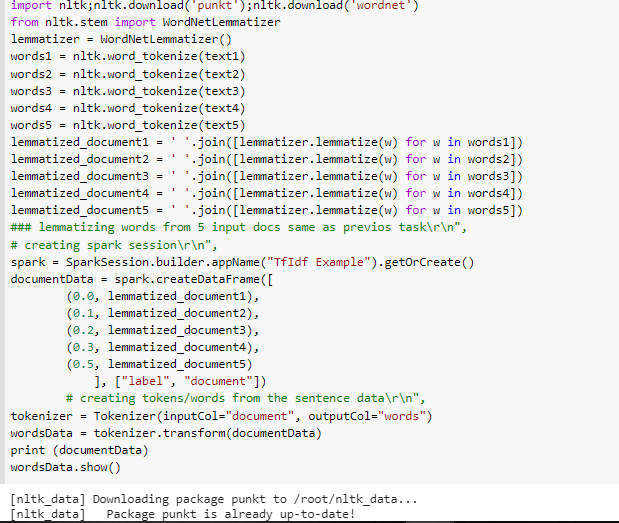 import nltk;nltk.download('punkt');nltk.download('wordnet')
from nltk.stem import WordNetLemmatizer
lemmatizer = WordNetLemmatizer()
words1 = nltk.word_tokenize(text1)
words2 = nltk.word_tokenize(text2)
words3 = nltk.word_tokenize(text3)
words4 = nltk.word_tokenize(text4)
words5 = nltk.word_tokenize(text5)
lemmatized_document1 = ' '.join([lemmatizer.lemmatize(w) for w in words1])
lemmatized_document2 = ' '.join([lemmatizer.lemmatize(w) for w in words2])
lemmatized_document3 = ' '.join([lemmatizer.lemmatize(w) for w in words3])
lemmatized_document4 = ' '.join([lemmatizer.lemmatize(w) for w in words4])
lemmatized_document5 = ' '.join([lemmatizer.lemmatize(w) for w in words5])
### lemmatizing words from 5 input docs same as previos task\r\n",
# creating spark session\r\n",
spark = SparkSession.builder.appName("TfIdf Example").getOrCreate()
documentData = spark.createDataFrame([
        (0.0, lemmatized_document1),
        (0.1, lemmatized_document2),
        (0.2, lemmatized_document3),
        (0.3, lemmatized_document4),
        (0.5, lemmatized_document5)
            ], ["label", "document"])
        # creating tokens/words from the sentence data\r\n",
tokenizer = Tokenizer(inputCol="document", outputCol="words")
wordsData = tokenizer.transform(documentData)
print (documentData)
wordsData.show()
[nltk_data] Downloading package punkt to /root/nltk_data...
[nltk_data]   Package punkt is already up-to-date!